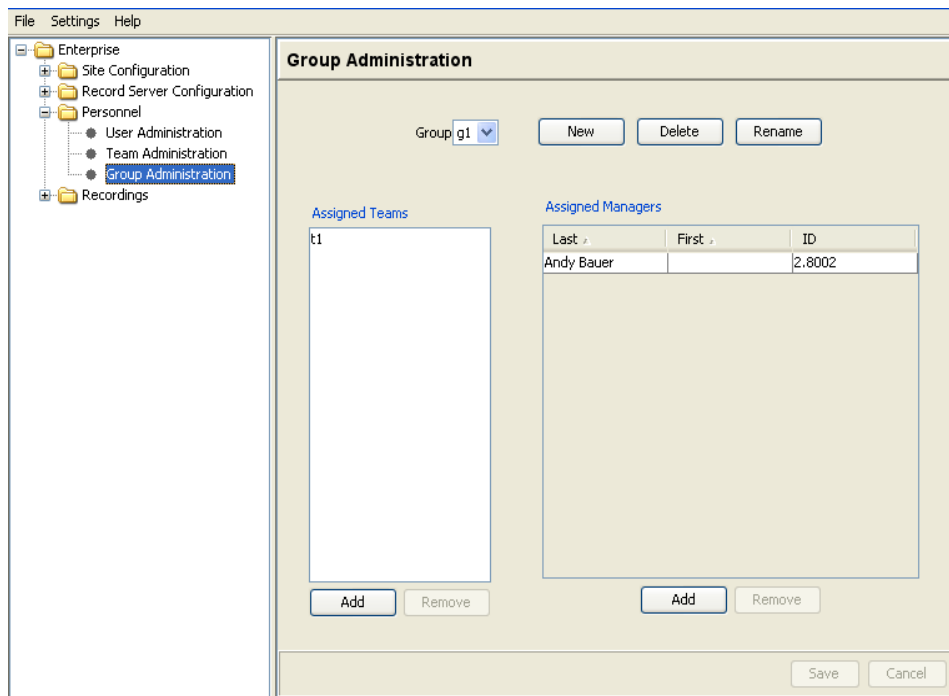 File Settings Help
Enterprise
Site Configuration
Record Server Configuration
Personnel
User Administration
Team Administration
Group Administration
Recordings
Group Administration
Group g1 New Delete Rename
Assigned Teams
t1
Add Remove
Assigned Managers
Last First ID
Andy Bauer 2.8002
Add Remove
Save Cancel